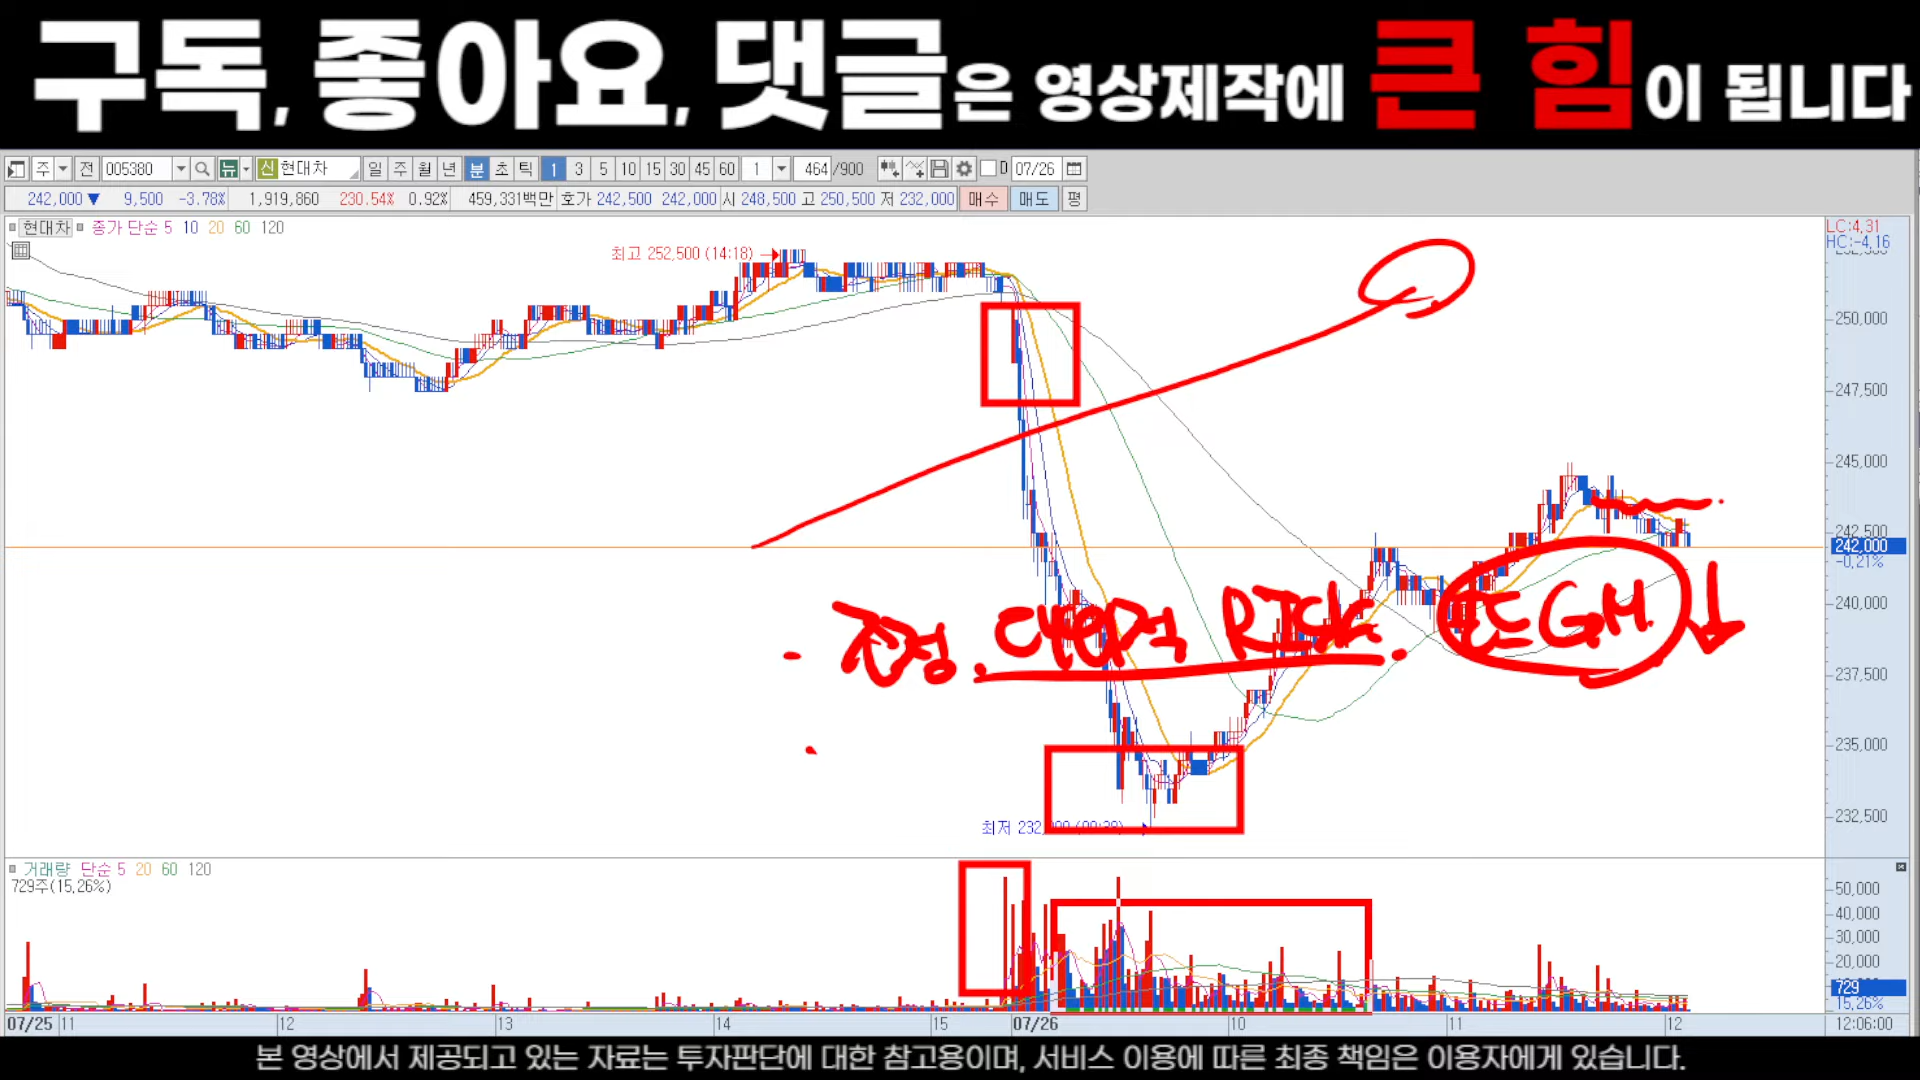 구독, 좋아요, 댓글은 영상제작에 큰 힘이 됩니다
주 전 005380 뉴 신 현대차 일 주 월 년 분 초 틱 1 3 5 10 15 30 45 60 1 464 /900 D 07/26
242,000 ▼ 9,500 -3.78% 1,919,860 230.54% 0.92% 459,331백만 호가 242,500 242,000 시 248,500 고 250,500 저 232,000 매수 매도 평
현대차 종가 단순 5 10 20 60 120
LC:4.31
HC:-4.16
최고 252,500 (14:18)
250,000
247,500
245,000
242,500
242,000
-0.21%
240,000
RISK. GM
237,500
235,000
232,500
최저 232,
거래량 단순 5 20 60 120
729주(15.26%)
50,000
40,000
30,000
20,000
729
15.26%
07/25 11 12 13 14 15 07/26 10 11 12 12:06:00
본 영상에서 제공되고 있는 자료는 투자판단에 대한 참고용이며, 서비스 이용에 따른 최종 책임은 이용자에게 있습니다.